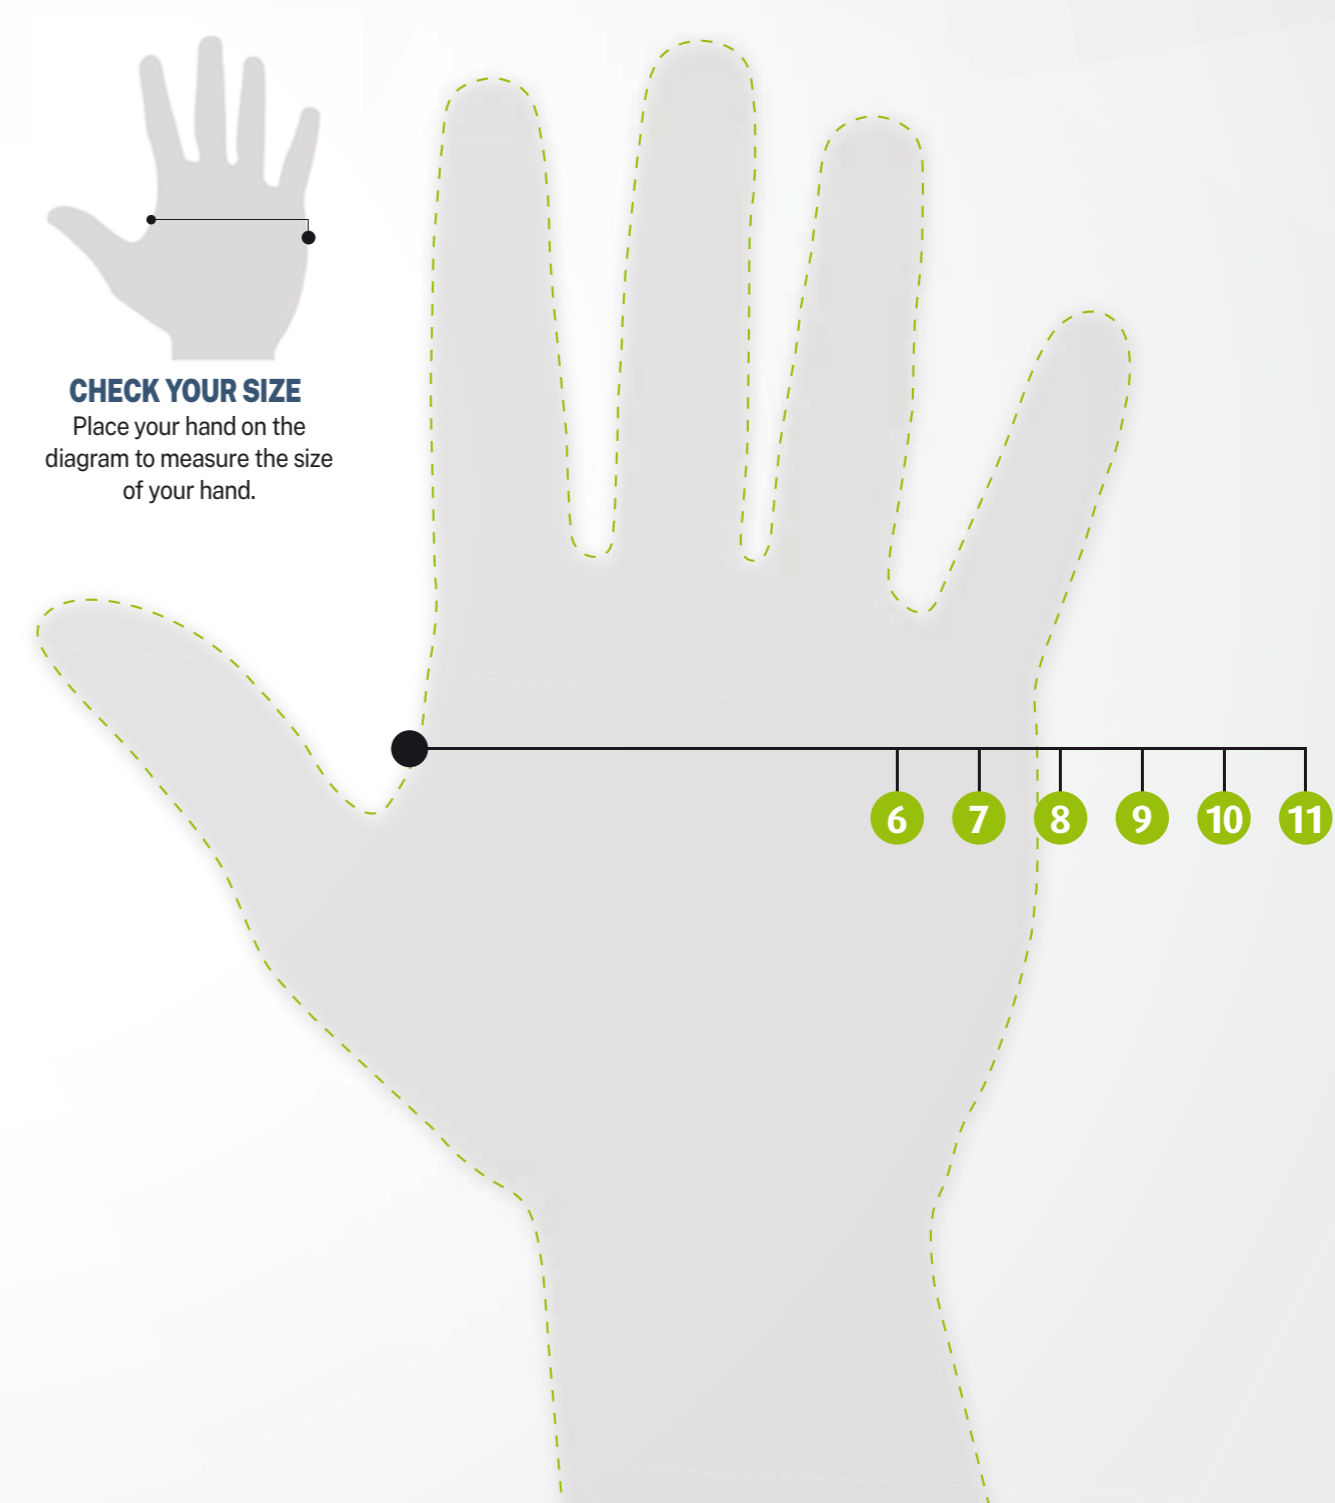 CHECK YOUR SIZE
Place your hand on the
diagram to measure the size
of your hand.
6 7 8 9 10 11